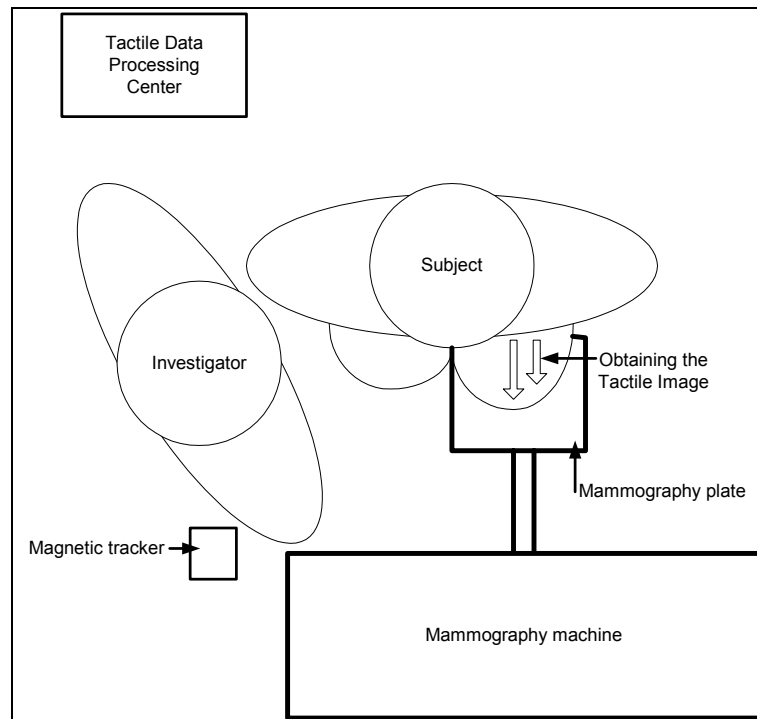 Tactile Data
Processing
Center
Subject
Investigator
Obtaining the
Tactile Image
Mammography plate
Magnetic tracker
Mammography machine